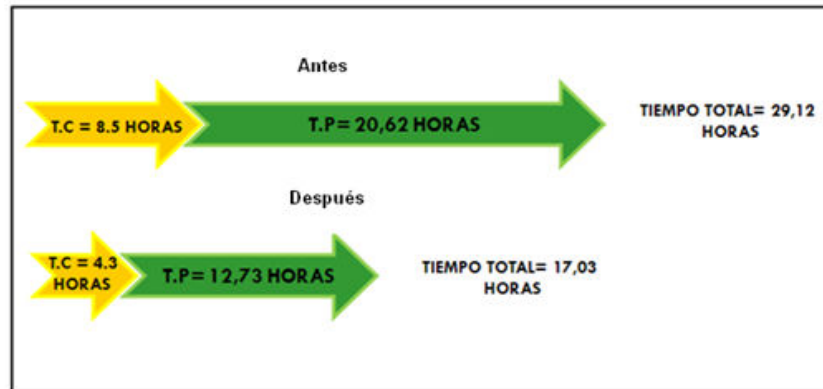 Antes
T.C = 8.5 HORAS
T.P= 20,62 HORAS
TIEMPO TOTAL= 29,12
HORAS
Después
T.C = 4.3
HORAS
T.P= 12,73 HORAS
TIEMPO TOTAL= 17,03
HORAS